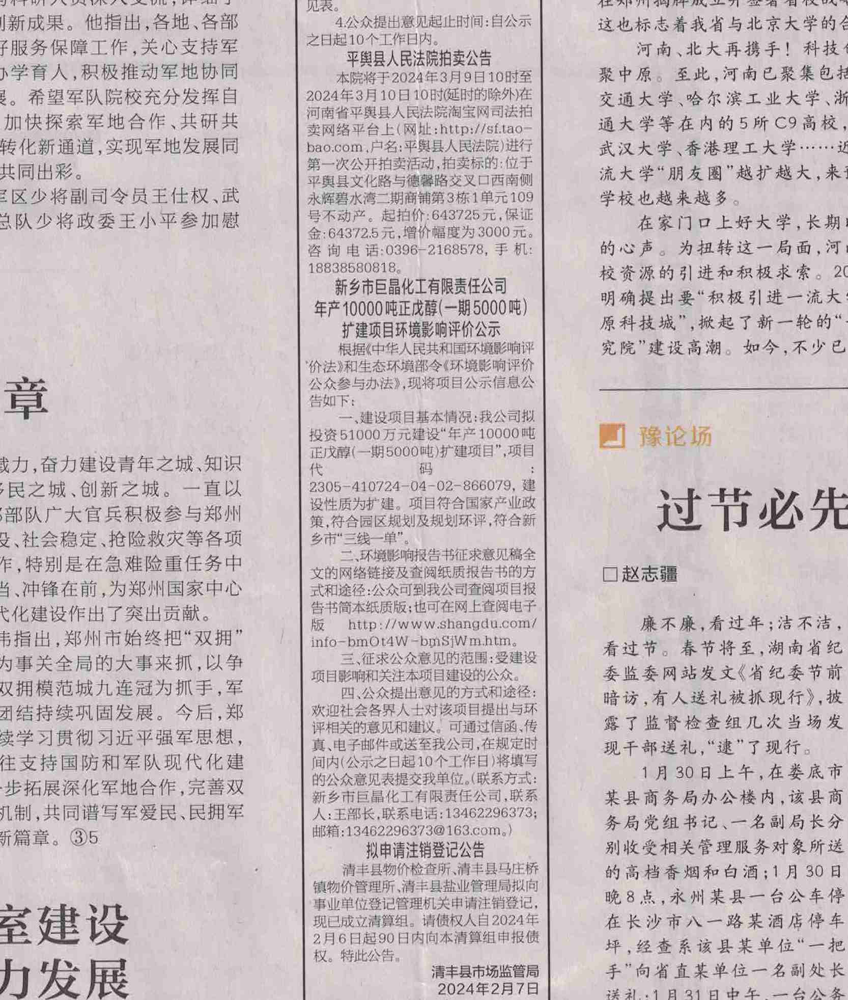 创新成果。他指出,各地、各部
好服务保障工作,关心支持军
办学育人,积极推动军地协同
展。希望军队院校充分发挥自
加快探索军地合作、共研共
转化新通道,实现军地发展同
共同出彩。
军区少将副司令员王仕权、武
总队少将政委王小平参加慰
章
战力,奋力建设青年之城、知识
移民之城、创新之城。一直以
部部队广大官兵积极参与郑州
设、社会稳定、抢险救灾等各项
作,特别是在急难险重任务中
当、冲锋在前,为郑州国家中心
代化建设作出了突出贡献。
伟指出,郑州市始终把“双拥”
为事关全局的大事来抓,以争
双拥模范城九连冠为抓手,军
团结持续巩固发展。今后,郑
续学习贯彻习近平强军思想,
往支持国防和军队现代化建
步拓展深化军地合作,完善双
机制,共同谱写军爱民、民拥军
新篇章。③5
室建设
力发展
见表。
4.公众提出意见起止时间:自公示
之日起10个工作日内。
平舆县人民法院拍卖公告
本院将于2024年3月9日10时至
2024年3月10日10时(延时的除外)在
河南省平舆县人民法院淘宝网司法拍
卖网络平台上(网址:http://sf.tao-
bao.com,户名:平舆县人民法院)进行
第一次公开拍卖活动,拍卖标的:位于
平舆县文化路与德馨路交叉口西南侧
永辉碧水湾二期商铺第3栋1单元109
号不动产。起拍价:643725元,保证
金:64372.5元,增价幅度为3000元。
咨询电话:0396-2168578,手机:
18838580818。
新乡市巨晶化工有限责任公司
年产10000吨正戊醇(一期5000吨)
扩建项目环境影响评价公示
根据《中华人民共和国环境影响评
价法》和生态环境部令《环境影响评价
公众参与办法》,现将项目公示信息公
告如下:
一、建设项目基本情况:我公司拟
投资51000万元建设“年产10000吨
正戊醇(一期5000吨)扩建项目”,项目
代码:
2305-410724-04-02-866079,建
设性质为扩建。项目符合国家产业政
策,符合园区规划及规划环评,符合新
乡市“三线一单”。
二、环境影响报告书征求意见稿全
文的网络链接及查阅纸质报告书的方
式和途径:公众可到我公司查阅项目报
告书简本纸质版;也可在网上查阅电子
版 http://www.shangdu.com/
info-bmOt4W-bmSjWm.htm。
三、征求公众意见的范围:受建设
项目影响和关注本项目建设的公众。
四、公众提出意见的方式和途径:
欢迎社会各界人士对该项目提出与环
评相关的意见和建议。可通过信函、传
真、电子邮件或送至我公司,在规定时
间内(公示之日起10个工作日)将填写
的公众意见表提交我单位。(联系方式:
新乡市巨晶化工有限责任公司,联系
人:王部长,联系电话:13462296373;
邮箱:13462296373@163.com。)
拟申请注销登记公告
清丰县物价检查所、清丰县马庄桥
镇物价管理所、清丰县盐业管理局拟向
事业单位登记管理机关申请注销登记,
现已成立清算组。请债权人自2024年
2月6日起90日内向本清算组申报债
权。特此公告。
清丰县市场监管局
2024年2月7日
这也标志着我省与北京大学的合
河南、北大再携手!科技
聚中原。至此,河南已聚集包括
交通大学、哈尔滨工业大学、浙
通大学等在内的5所C9高校,
武汉大学、香港理工大学……近
流大学“朋友圈”越扩越大,来
学校也越来越多。
在家门口上好大学,长期
的心声。为扭转这一局面,河
校资源的引进和积极求索。20
明确提出要“积极引进一流大学
原科技城”,掀起了新一轮的“
究院”建设高潮。如今,不少已
豫论场
过节必先
□赵志疆
廉不廉,看过年;洁不洁,
看过节。春节将至,湖南省纪
委监委网站发文《省纪委节前
暗访,有人送礼被抓现行》,披
露了监督检查组几次当场发
现干部送礼,“逮”了现行。
1月30日上午,在娄底市
某县商务局办公楼内,该县商
务局党组书记、一名副局长分
别收受相关管理服务对象所送
的高档香烟和白酒;1月30日
晚8点,永州某县一台公车停
在长沙市八一路某酒店停车
坪,经查系该县某单位“一把
手”向省直某单位一名副处长
送礼;1月31日中午,一台公务